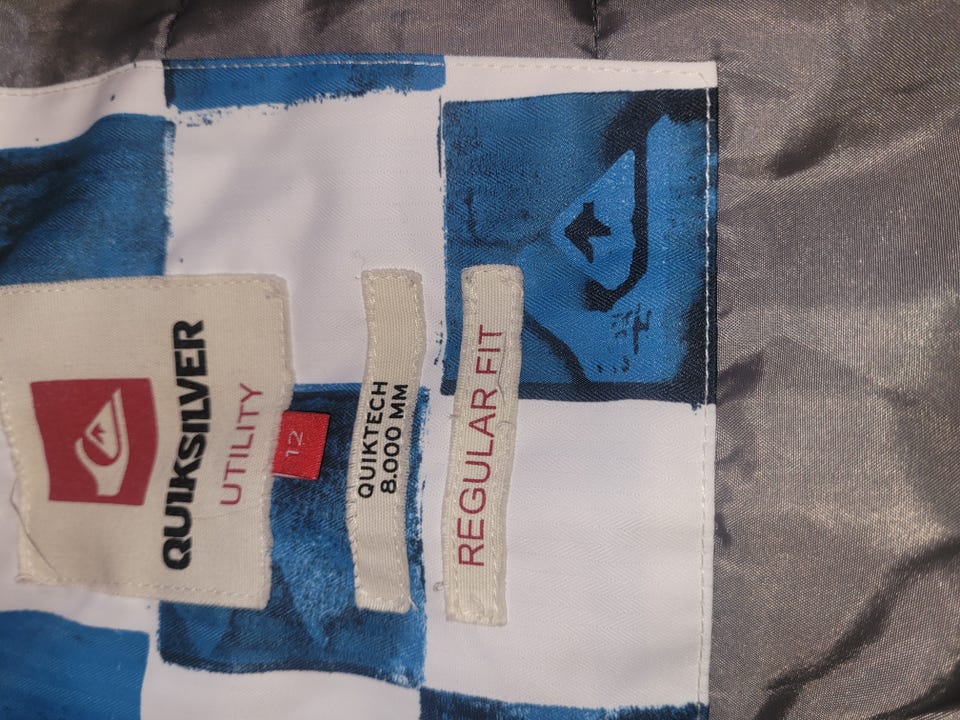 QUIKSILVER
UTILITY
12
QUIKTECH
8.000 MM
REGULAR FIT